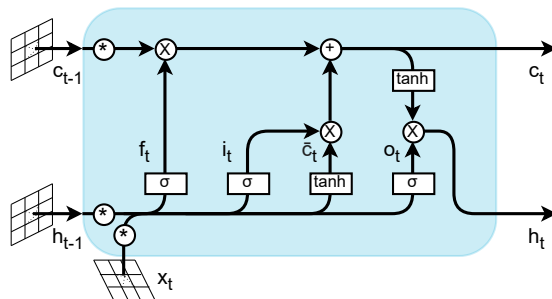 * X +
c_{t-1} c_t
tanh
f_t i_t X c̄_t o_t X
σ σ tanh σ
*
h_{t-1} * h_t
x_t